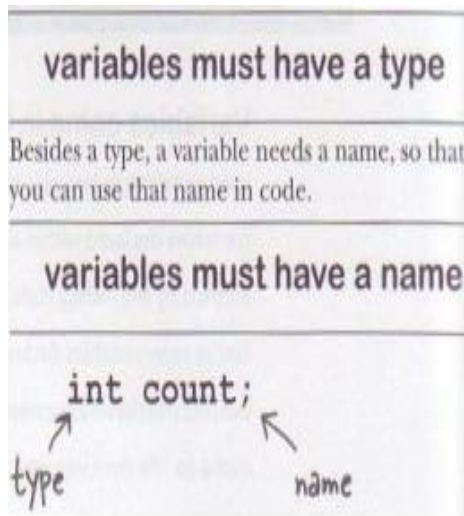 variables must have a type
Besides a type, a variable needs a name, so that
you can use that name in code.
variables must have a name
int count;
type
name